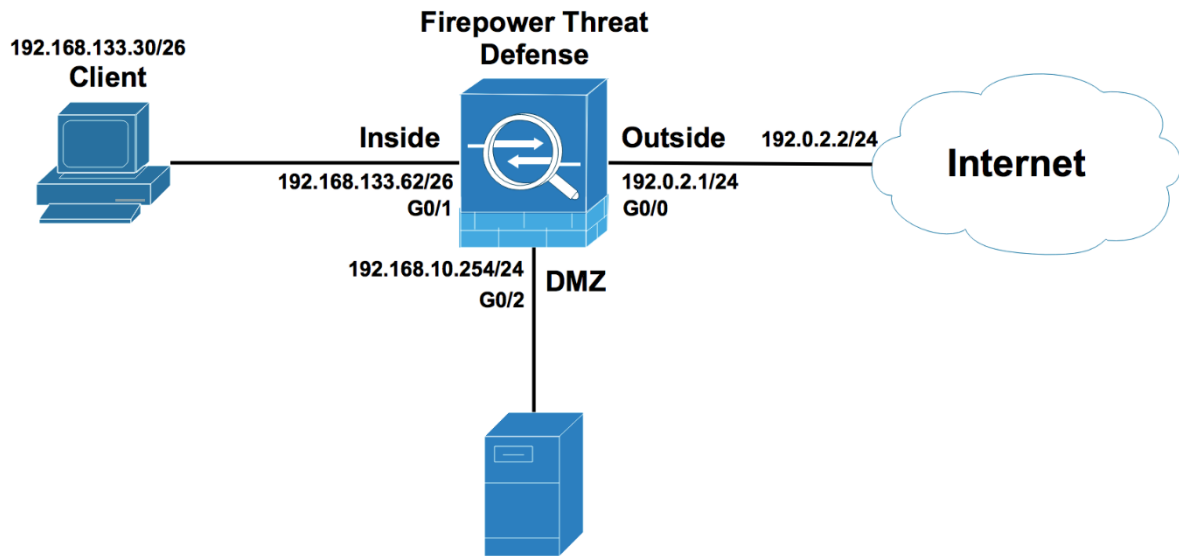 Firepower Threat
Defense
192.168.133.30/26
Client
Inside
192.168.133.62/26
G0/1
Outside
192.0.2.1/24
G0/0
192.0.2.2/24
Internet
192.168.10.254/24
G0/2
DMZ